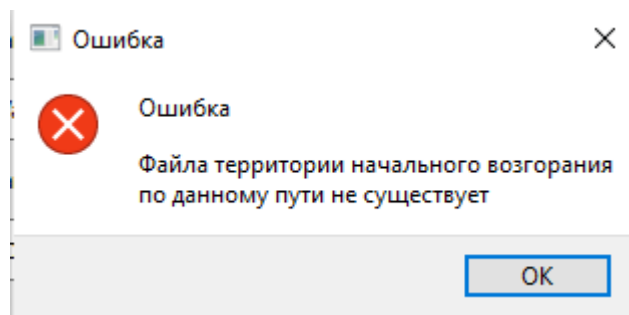 Ошибка
Ошибка
Файла территории начального возгорания
по данному пути не существует
OK